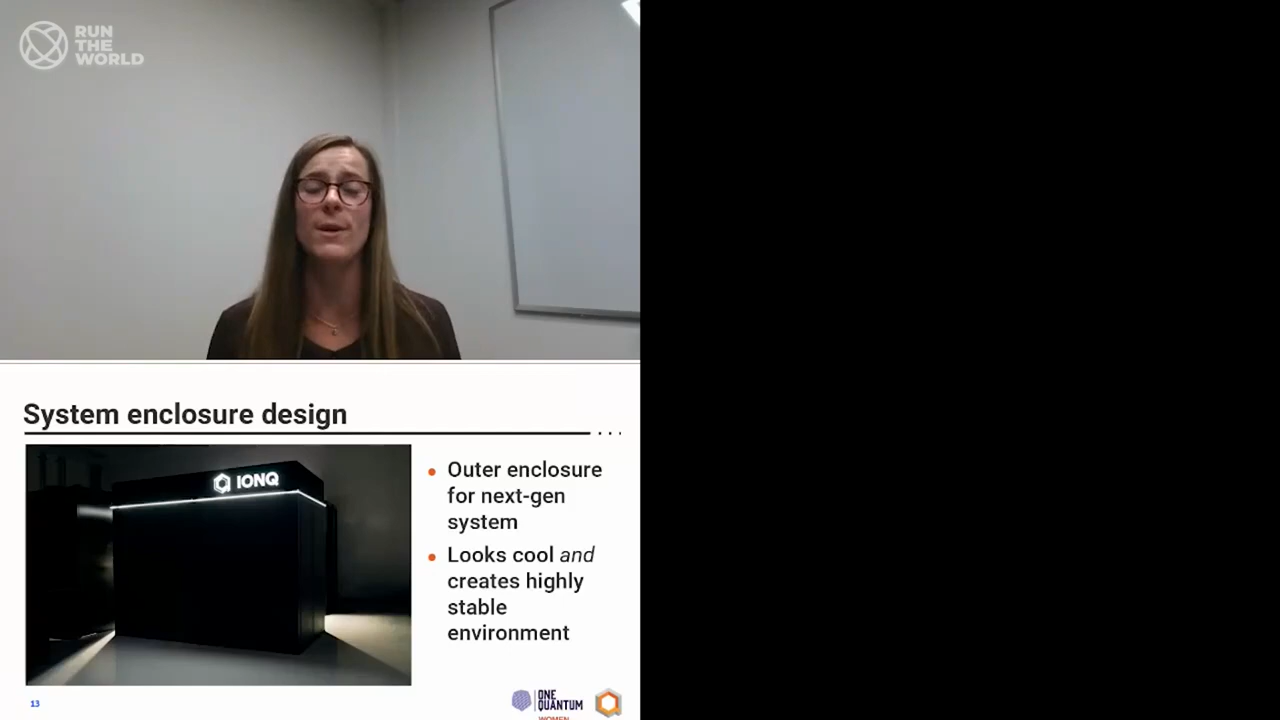 RUN
THE
WORLD
System enclosure design
IONQ
Outer enclosure
for next-gen
system
Looks cool and
creates highly
stable
environment
13
ONE
QUANTUM
WOMEN